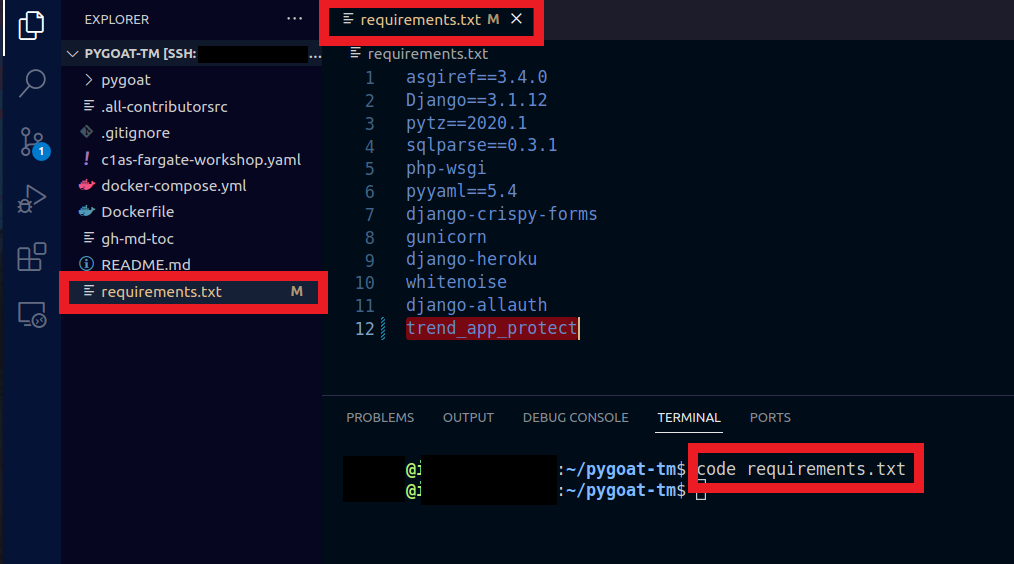 EXPLORER
...
PYGOAT-TM [SSH:
...
pygoat
.all-contributorsrc
.gitignore
! c1as-fargate-workshop.yaml
docker-compose.yml
Dockerfile
gh-md-toc
README.md
requirements.txt M
1
requirements.txt M ×
requirements.txt
1 asgiref==3.4.0
2 Django==3.1.12
3 pytz==2020.1
4 sqlparse==0.3.1
5 php-wsgi
6 pyyaml==5.4
7 django-crispy-forms
8 gunicorn
9 django-heroku
10 whitenoise
11 django-allauth
12 trend_app_protect
PROBLEMS OUTPUT DEBUG CONSOLE TERMINAL PORTS
@i :~/pygoat-tm$ code requirements.txt
@i :~/pygoat-tm$